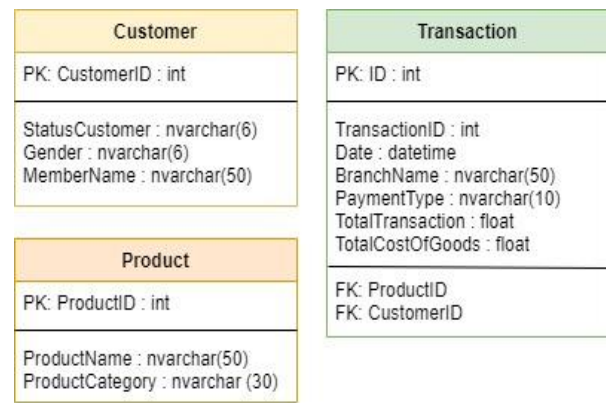 Customer
PK: CustomerID : int
StatusCustomer : nvarchar(6)
Gender : nvarchar(6)
MemberName : nvarchar(50)
Product
PK: ProductID : int
ProductName : nvarchar(50)
ProductCategory : nvarchar (30)
Transaction
PK: ID : int
TransactionID : int
Date : datetime
BranchName : nvarchar(50)
PaymentType : nvarchar(10)
TotalTransaction : float
TotalCostOfGoods : float
FK: ProductID
FK: CustomerID